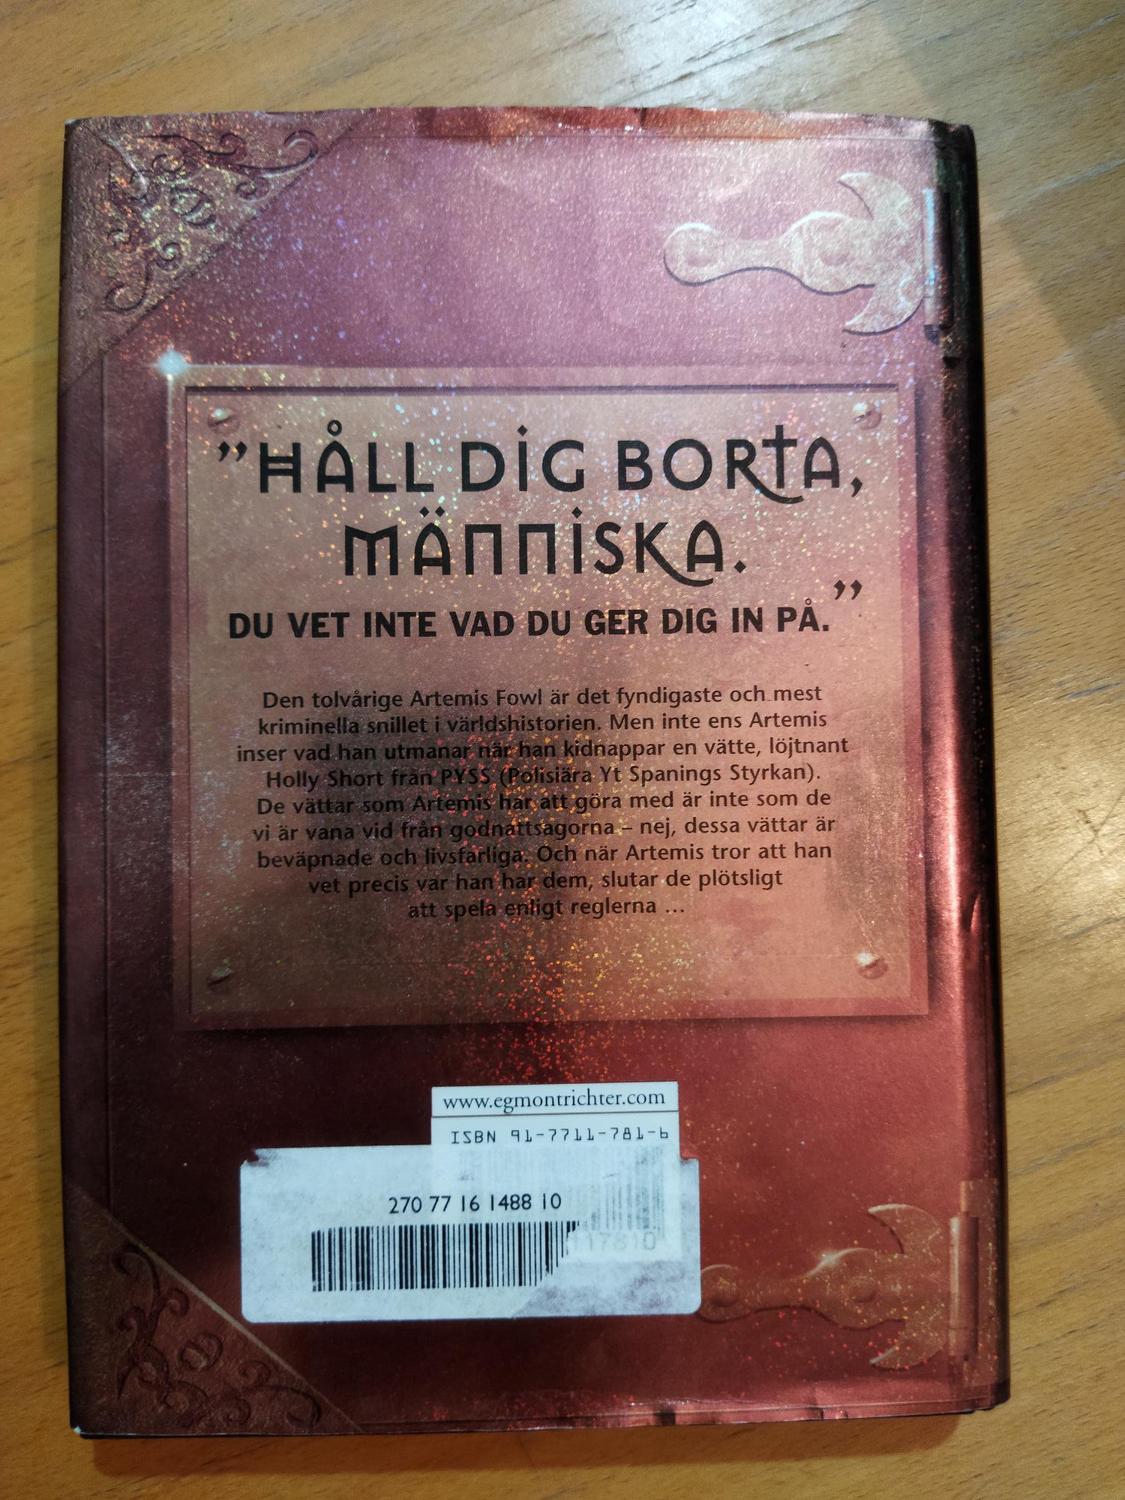 ”HÅLL DIG BORTA,
MÄNNISKA.
DU VET INTE VAD DU GER DIG IN PÅ.”
Den tolvårige Artemis Fowl är det fyndigaste och mest
kriminella snillet i världshistorien. Men inte ens Artemis
inser vad han utmanar när han kidnappar en vätte, löjtnant
Holly Short från PYSS (Polisiära Yt Spanings Styrkan).
De vättar som Artemis har att göra med är inte som de
vi är vana vid från godnattsagorna – nej, dessa vättar är
beväpnade och livsfarliga. Och när Artemis tror att han
vet precis var han har dem, slutar de plötsligt
att spela enligt reglerna ...
www.egmontrichter.com
ISBN 91-7711-781-6
270 77 16 1488 10